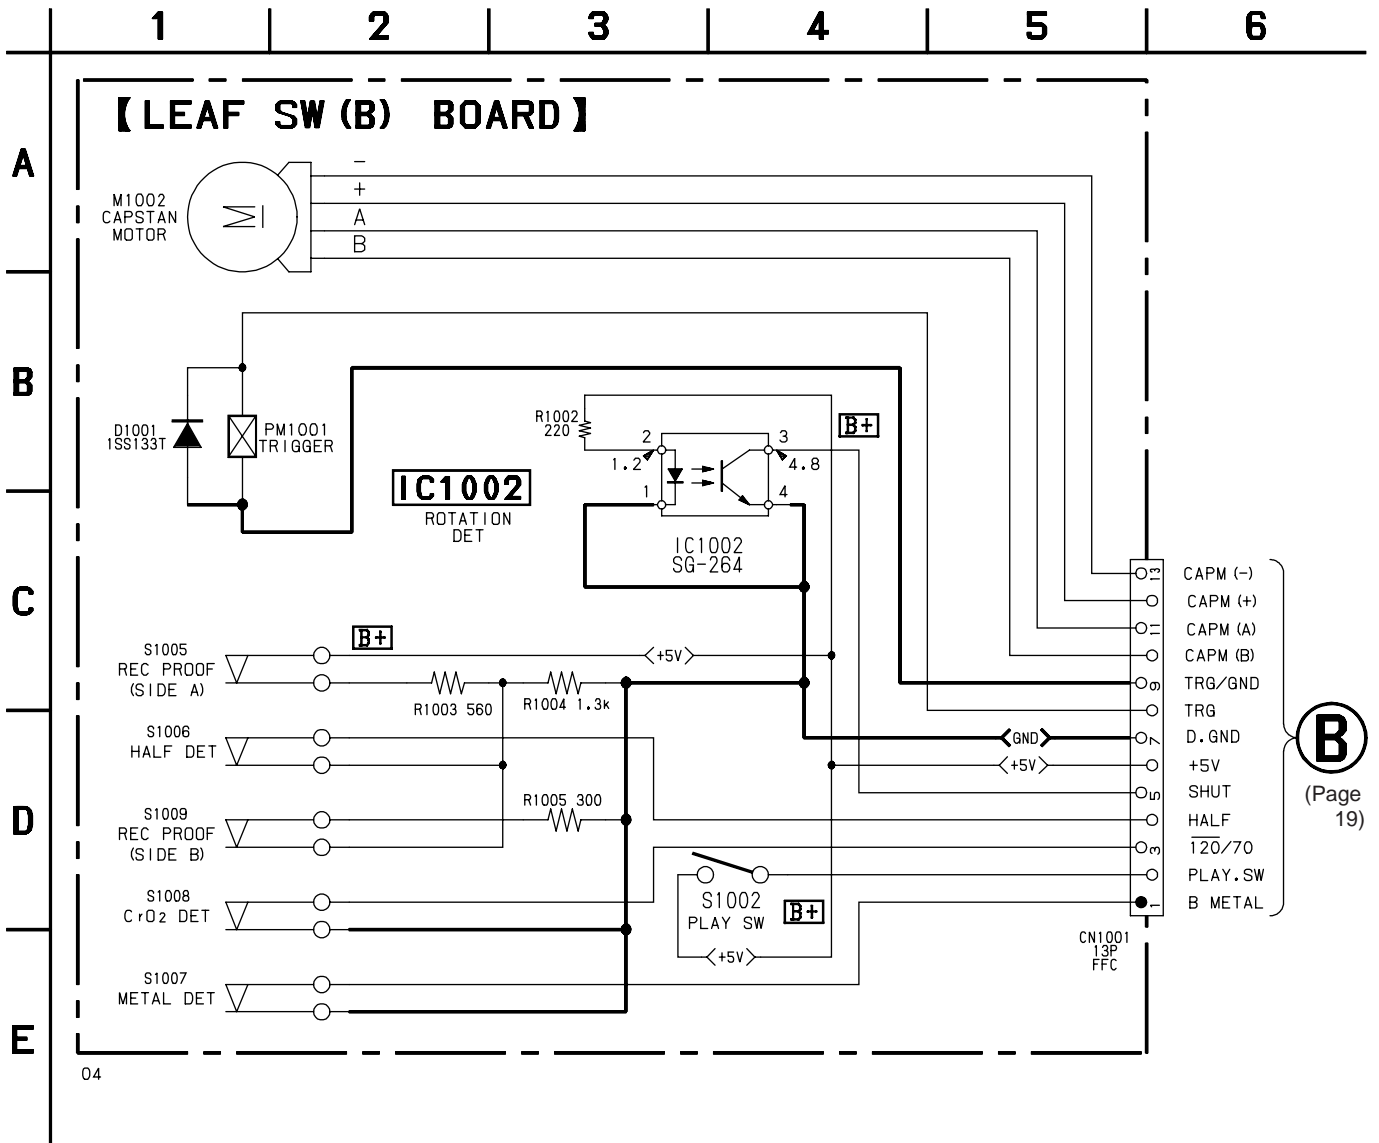 1 2 3 4 5 6
A
B
C
D
E
【LEAF SW (B) BOARD】
M1002
CAPSTAN
MOTOR
M
−
+
A
B
D1001
1SS133T
PM1001
TRIGGER
R1002
220
B+
2
3
1.2
4.8
1
4
IC1002
ROTATION
DET
IC1002
SG-264
B+
S1005
REC PROOF
(SIDE A)
+5V
R1003 560
R1004 1.3k
S1006
HALF DET
GND
+5V
S1009
REC PROOF
(SIDE B)
R1005 300
S1008
CrO2 DET
S1002
PLAY SW
B+
+5V
S1007
METAL DET
13 CAPM (-)
CAPM (+)
11 CAPM (A)
CAPM (B)
9 TRG/GND
TRG
7 D.GND
+5V
5 SHUT
HALF
3 1̅2̅0̅/70
PLAY.SW
1 B METAL
CN1001
13P
FFC
B
(Page
19)
04